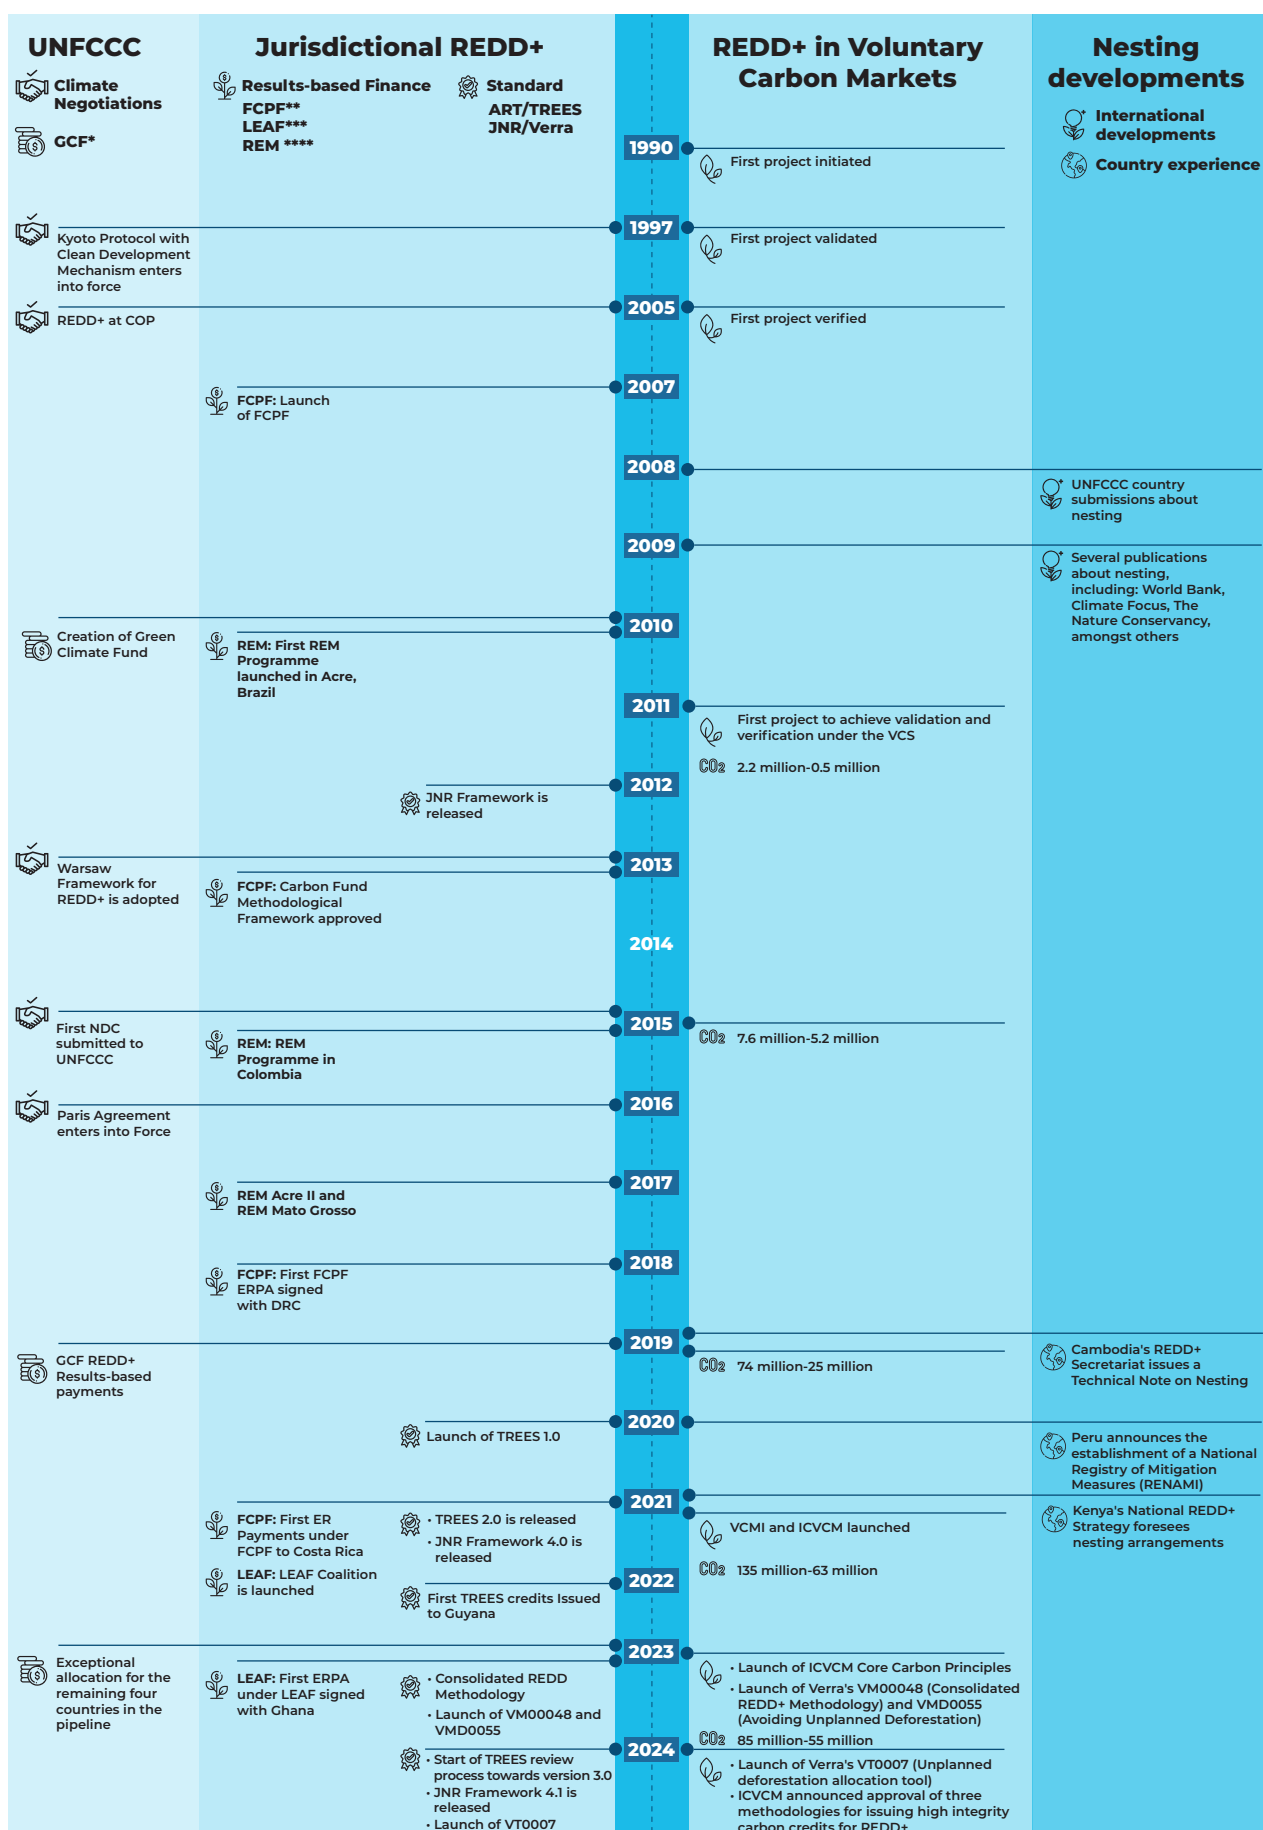 UNFCCC
Climate
Negotiations
GCF*
Jurisdictional REDD+
Results-based Finance
FCPF**
LEAF***
REM ****
Standard
ART/TREES
JNR/Verra
REDD+ in Voluntary
Carbon Markets
Nesting
developments
International
developments
Country experience
1990
First project initiated
1997
Kyoto Protocol with
Clean Development
Mechanism enters
into force
First project validated
2005
REDD+ at COP
First project verified
2007
FCPF: Launch
of FCPF
2008
UNFCCC country
submissions about
nesting
2009
Several publications
about nesting,
including: World Bank,
Climate Focus, The
Nature Conservancy,
amongst others
2010
Creation of Green
Climate Fund
REM: First REM
Programme
launched in Acre,
Brazil
2011
First project to achieve validation and
verification under the VCS
CO2 2.2 million-0.5 million
2012
JNR Framework is
released
2013
Warsaw
Framework for
REDD+ is adopted
FCPF: Carbon Fund
Methodological
Framework approved
2014
2015
First NDC
submitted to
UNFCCC
REM: REM
Programme in
Colombia
CO2 7.6 million-5.2 million
2016
Paris Agreement
enters into Force
2017
REM Acre II and
REM Mato Grosso
2018
FCPF: First FCPF
ERPA signed
with DRC
2019
GCF REDD+
Results-based
payments
CO2 74 million-25 million
Cambodia's REDD+
Secretariat issues a
Technical Note on Nesting
2020
Launch of TREES 1.0
Peru announces the
establishment of a National
Registry of Mitigation
Measures (RENAMI)
2021
FCPF: First ER
Payments under
FCPF to Costa Rica
LEAF: LEAF Coalition
is launched
• TREES 2.0 is released
• JNR Framework 4.0 is
released
VCMI and ICVCM launched
CO2 135 million-63 million
Kenya's National REDD+
Strategy foresees
nesting arrangements
2022
First TREES credits Issued
to Guyana
2023
Exceptional
allocation for the
remaining four
countries in the
pipeline
LEAF: First ERPA
under LEAF signed
with Ghana
• Consolidated REDD
Methodology
• Launch of VM00048 and
VMD0055
• Launch of ICVCM Core Carbon Principles
• Launch of Verra's VM00048 (Consolidated
REDD+ Methodology) and VMD0055
(Avoiding Unplanned Deforestation)
CO2 85 million-55 million
2024
• Start of TREES review
process towards version 3.0
• JNR Framework 4.1 is
released
• Launch of VT0007
• Launch of Verra's VT0007 (Unplanned
deforestation allocation tool)
• ICVCM announced approval of three
methodologies for issuing high integrity
carbon credits for REDD+